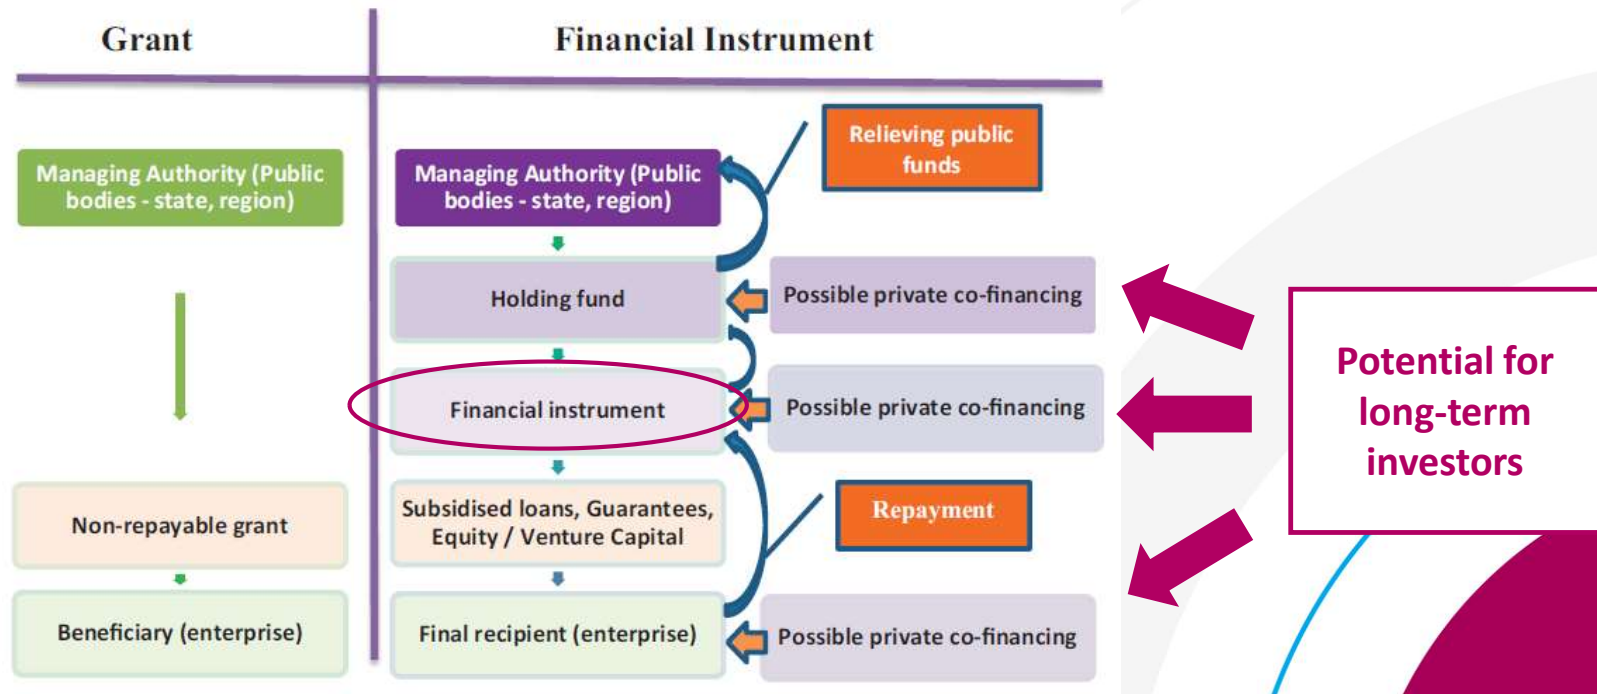 Grant
Financial Instrument
Relieving public
funds
Managing Authority (Public
bodies - state, region)
Managing Authority (Public
bodies - state, region)
Holding fund
Possible private co-financing
Potential for
long-term
investors
Financial instrument
Possible private co-financing
Non-repayable grant
Subsidised loans, Guarantees,
Equity / Venture Capital
Repayment
Beneficiary (enterprise)
Final recipient (enterprise)
Possible private co-financing